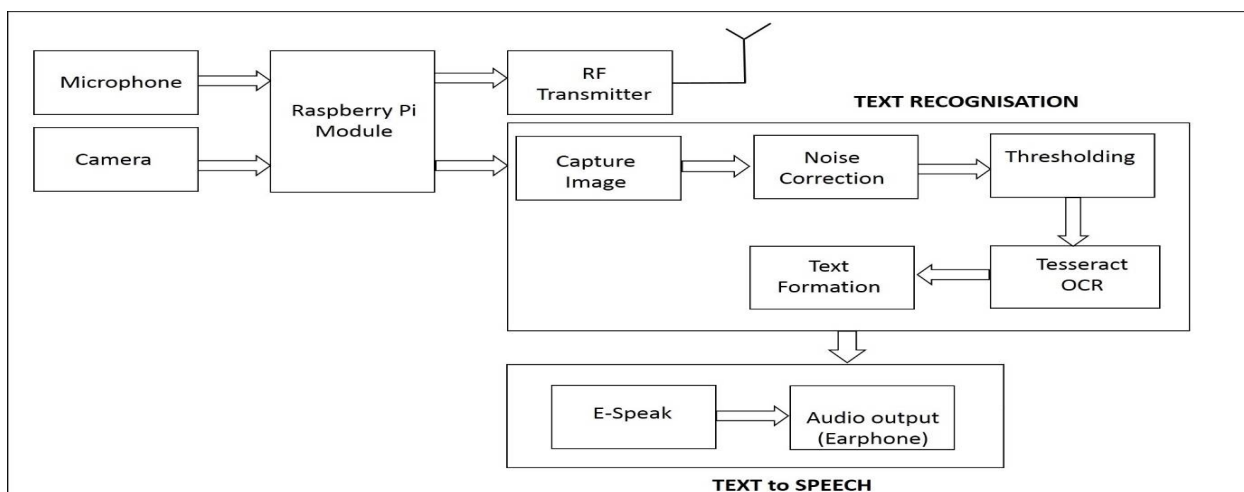 Microphone
Camera
Raspberry Pi
Module
RF
Transmitter
TEXT RECOGNISATION
Capture
Image
Noise
Correction
Thresholding
Tesseract
OCR
Text
Formation
E-Speak
Audio output
(Earphone)
TEXT to SPEECH